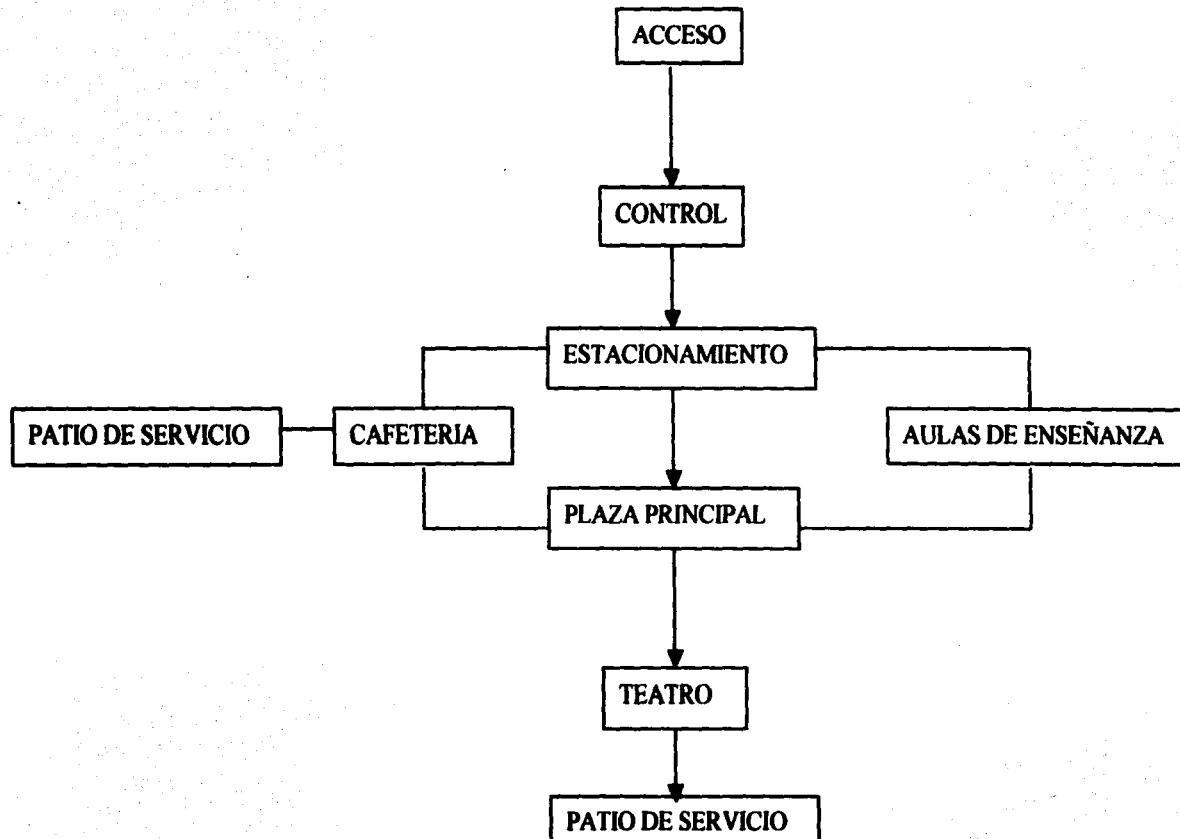 ACCESO
CONTROL
ESTACIONAMIENTO
PATIO DE SERVICIO
CAFETERIA
AULAS DE ENSEÑANZA
PLAZA PRINCIPAL
TEATRO
PATIO DE SERVICIO